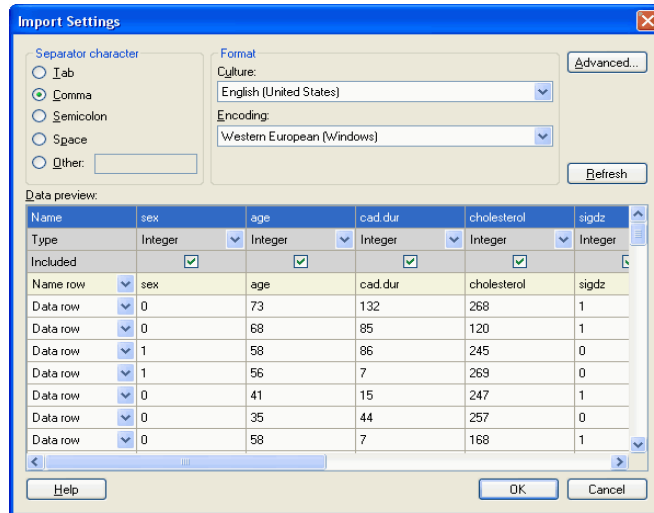 Import Settings
Separator character
Tab
Comma
Semicolon
Space
Other:
Format
Culture:
English (United States)
Encoding:
Western European (Windows)
Advanced...
Refresh
Data preview:
Name sex age cad.dur cholesterol sigdz
Type Integer Integer Integer Integer Integer
Included
Name row sex age cad.dur cholesterol sigdz
Data row 0 73 132 268 1
Data row 0 68 85 120 1
Data row 1 58 86 245 0
Data row 1 56 7 269 0
Data row 0 41 15 247 1
Data row 0 35 44 257 0
Data row 0 58 7 168 1
Help OK Cancel